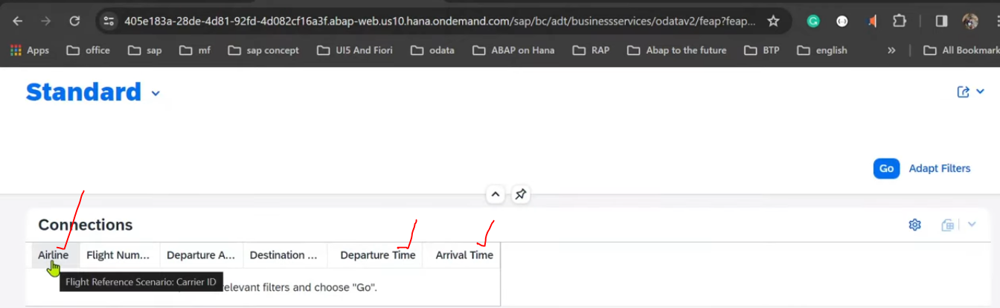 405e183a-28de-4d81-92fd-4d082cf16a3f.abap-web.us10.hana.ondemand.com/sap/bc/adt/businessservices/odatav2/feap?feap...
Apps office sap mf sap concept UI5 And Fiori odata ABAP on Hana RAP Abap to the future BTP english » All Bookmark
Standard
Go Adapt Filters
Connections
Airline Flight Num... Departure A... Destination ... Departure Time Arrival Time
Flight Reference Scenario: Carrier ID elevant filters and choose "Go".